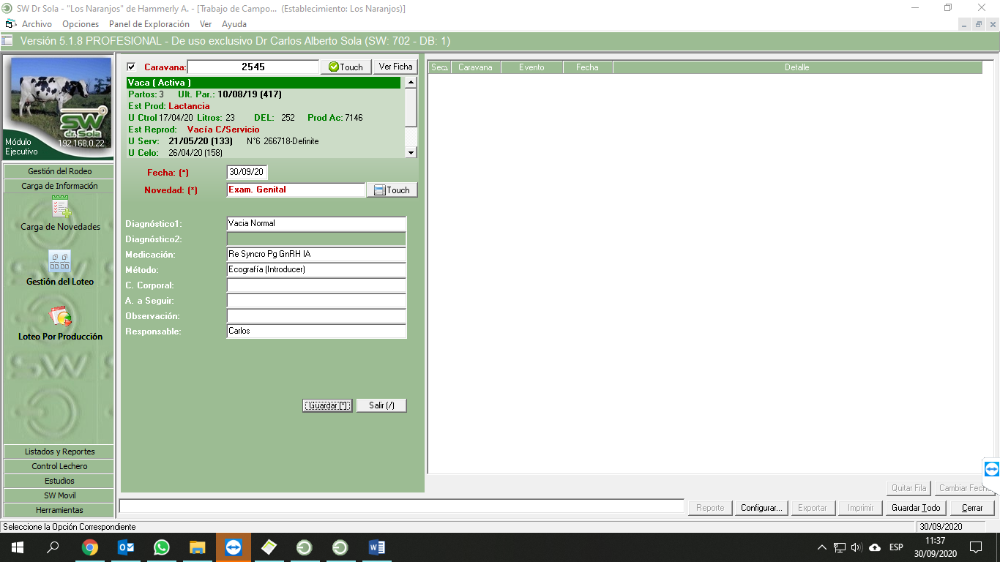 SW Dr Sola - "Los Naranjos" de Hammerly A. - [Trabajo de Campo... (Establecimiento: Los Naranjos)]
Archivo Opciones Panel de Exploración Ver Ayuda
Versión 5.1.8 PROFESIONAL - De uso exclusivo Dr Carlos Alberto Sola (SW: 702 - DB: 1)
SW
dr.Sola
Módulo
Ejecutivo
192.168.0.22
Gestión del Rodeo
Carga de Información
Carga de Novedades
Gestión del Loteo
Loteo Por Producción
Listados y Reportes
Control Lechero
Estudios
SW Movil
Herramientas
Caravana: 2545 Touch Ver Ficha
Vaca ( Activa )
Partos: 3 Ult. Par.: 10/08/19 (417)
Est Prod: Lactancia
U Ctrol 17/04/20 Litros: 23 DEL: 252 Prod Ac: 7146
Est Reprod: Vacía C/Servicio
U Serv: 21/05/20 (133) N°6 266718-Definite
U Celo: 26/04/20 (158)
Fecha: (*) 30/09/20
Novedad: (*) Exam. Genital Touch
Diagnóstico1: Vacia Normal
Diagnóstico2:
Medicación: Re Syncro Pg GnRH IA
Método: Ecografía (Introducer)
C. Corporal:
A. a Seguir:
Observación:
Responsable: Carlos
Guardar [*] Salir (/)
Sec. Caravana Evento Fecha Detalle
Quitar Fila Cambiar Fecha
Reporte Configurar... Exportar Imprimir Guardar Todo Cerrar
Seleccione la Opción Correspondiente 30/09/2020
ESP 11:37
30/09/2020